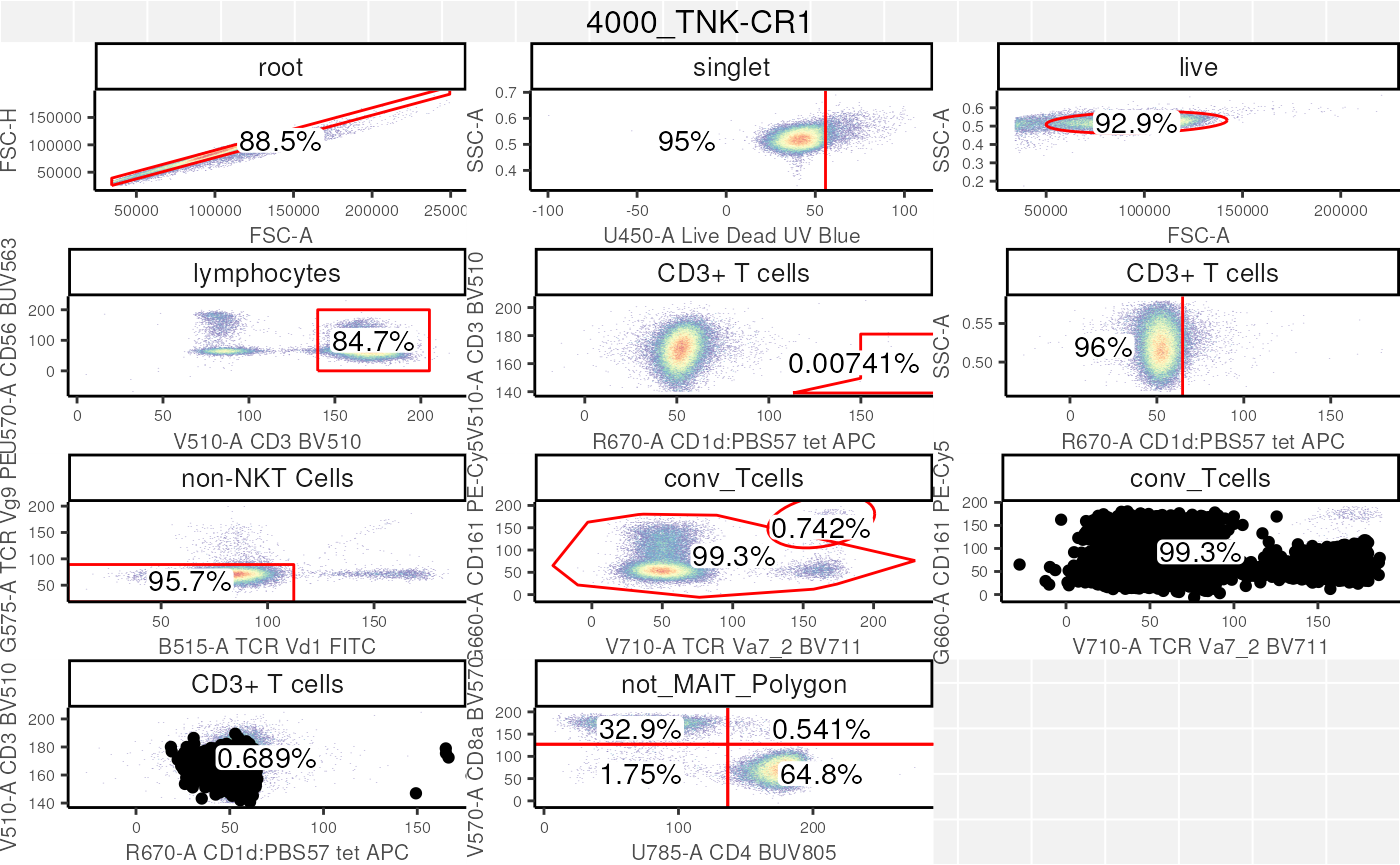 4000_TNK-CR1
root
FSC-H
150000
100000
50000
88.5%
50000 100000 150000 200000 25000
FSC-A
singlet
SSC-A
0.7
0.6
0.5
0.4
95%
-100 -50 0 50 100
U450-A Live Dead UV Blue
live
SSC-A
0.6
0.5
0.4
0.3
0.2
92.9%
50000 100000 150000 200000
FSC-A
lymphocytes
U570-A CD56 BUV563
200
100
0
84.7%
0 50 100 150 200
V510-A CD3 BV510
CD3+ T cells
V510-A CD3 BV510
200
180
160
140
0.00741%
0 50 100 150
R670-A CD1d:PBS57 tet APC
CD3+ T cells
SSC-A
0.55
0.50
96%
0 50 100 150
R670-A CD1d:PBS57 tet APC
non-NKT Cells
G575-A TCR Vg9 PE
200
150
100
50
95.7%
50 100 150
B515-A TCR Vd1 FITC
conv_Tcells
G660-A CD161 PE-Cy5
200
150
100
50
0
0.742%
99.3%
0 50 100 150 200
V710-A TCR Va7_2 BV711
conv_Tcells
G660-A CD161 PE-Cy5
200
150
100
50
0
99.3%
0 50 100 150
V710-A TCR Va7_2 BV711
CD3+ T cells
V510-A CD3 BV510
200
180
160
140
0.689%
0 50 100 150
R670-A CD1d:PBS57 tet APC
not_MAIT_Polygon
V570-A CD8a BV570
200
150
100
50
0
32.9% 0.541%
1.75% 64.8%
0 100 200
U785-A CD4 BUV805